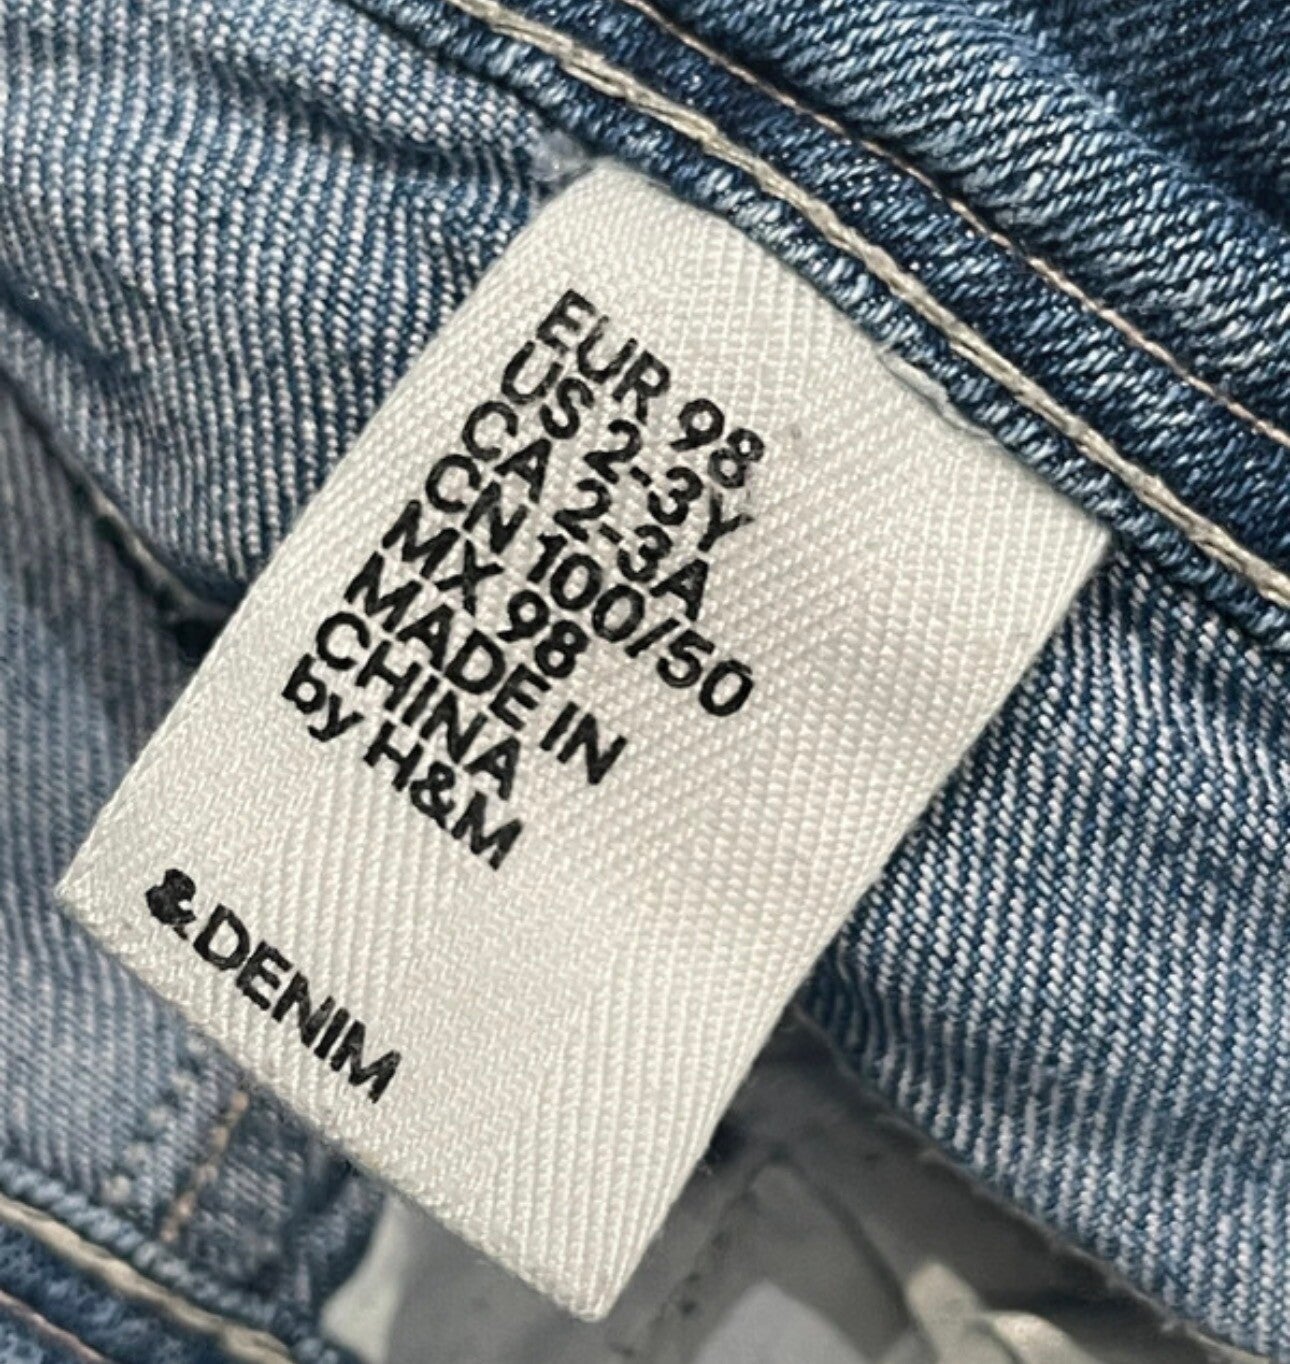 EUR 98
US 2-3Y
CA 2-3A
CN 100/50
MX 98
MADE IN
CHINA
by H&M
&DENIM